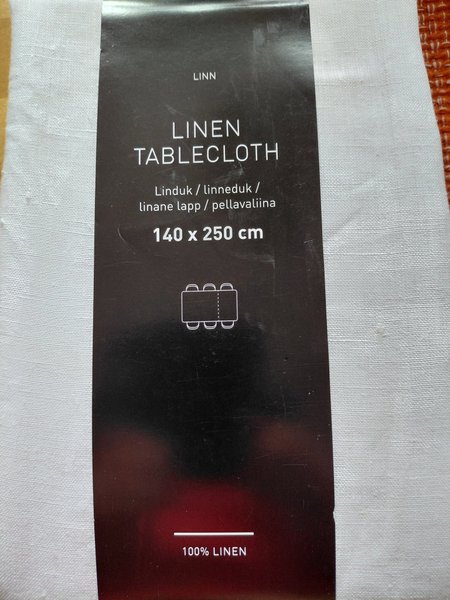 LINN
LINEN
TABLECLOTH
Linduk / linneduk /
linane lapp / pellavaliina
140 x 250 cm
100% LINEN